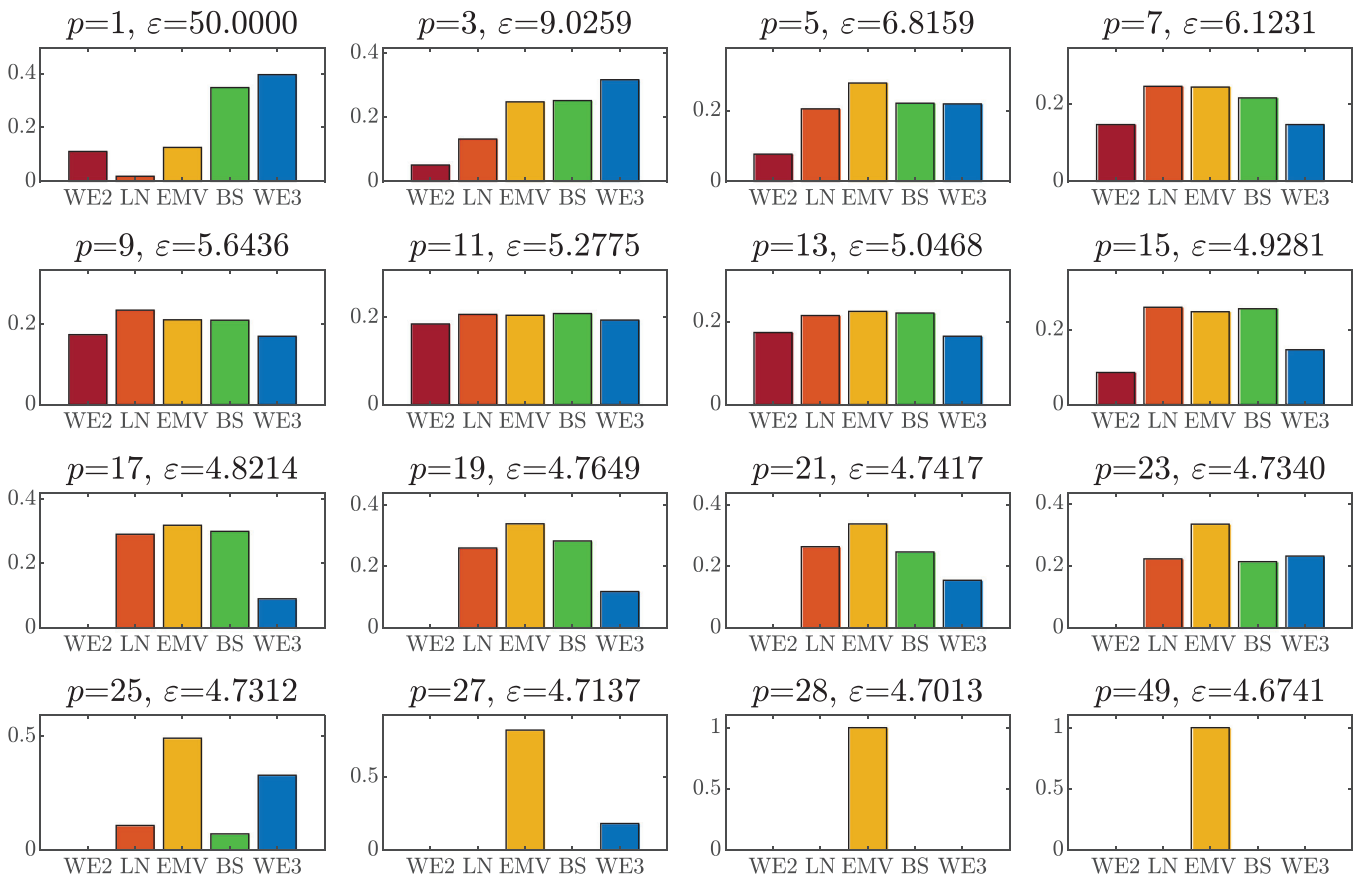 p=1, ε=50.0000
0.4
0.2
0
WE2 LN EMV BS WE3
p=3, ε=9.0259
0.4
0.2
0
WE2 LN EMV BS WE3
p=5, ε=6.8159
0.2
0
WE2 LN EMV BS WE3
p=7, ε=6.1231
0.2
0
WE2 LN EMV BS WE3
p=9, ε=5.6436
0.2
0
WE2 LN EMV BS WE3
p=11, ε=5.2775
0.2
0
WE2 LN EMV BS WE3
p=13, ε=5.0468
0.2
0
WE2 LN EMV BS WE3
p=15, ε=4.9281
0.2
0
WE2 LN EMV BS WE3
p=17, ε=4.8214
0.4
0.2
0
WE2 LN EMV BS WE3
p=19, ε=4.7649
0.4
0.2
0
WE2 LN EMV BS WE3
p=21, ε=4.7417
0.4
0.2
0
WE2 LN EMV BS WE3
p=23, ε=4.7340
0.4
0.2
0
WE2 LN EMV BS WE3
p=25, ε=4.7312
0.5
0
WE2 LN EMV BS WE3
p=27, ε=4.7137
0.5
0
WE2 LN EMV BS WE3
p=28, ε=4.7013
1
0.5
0
WE2 LN EMV BS WE3
p=49, ε=4.6741
1
0.5
0
WE2 LN EMV BS WE3